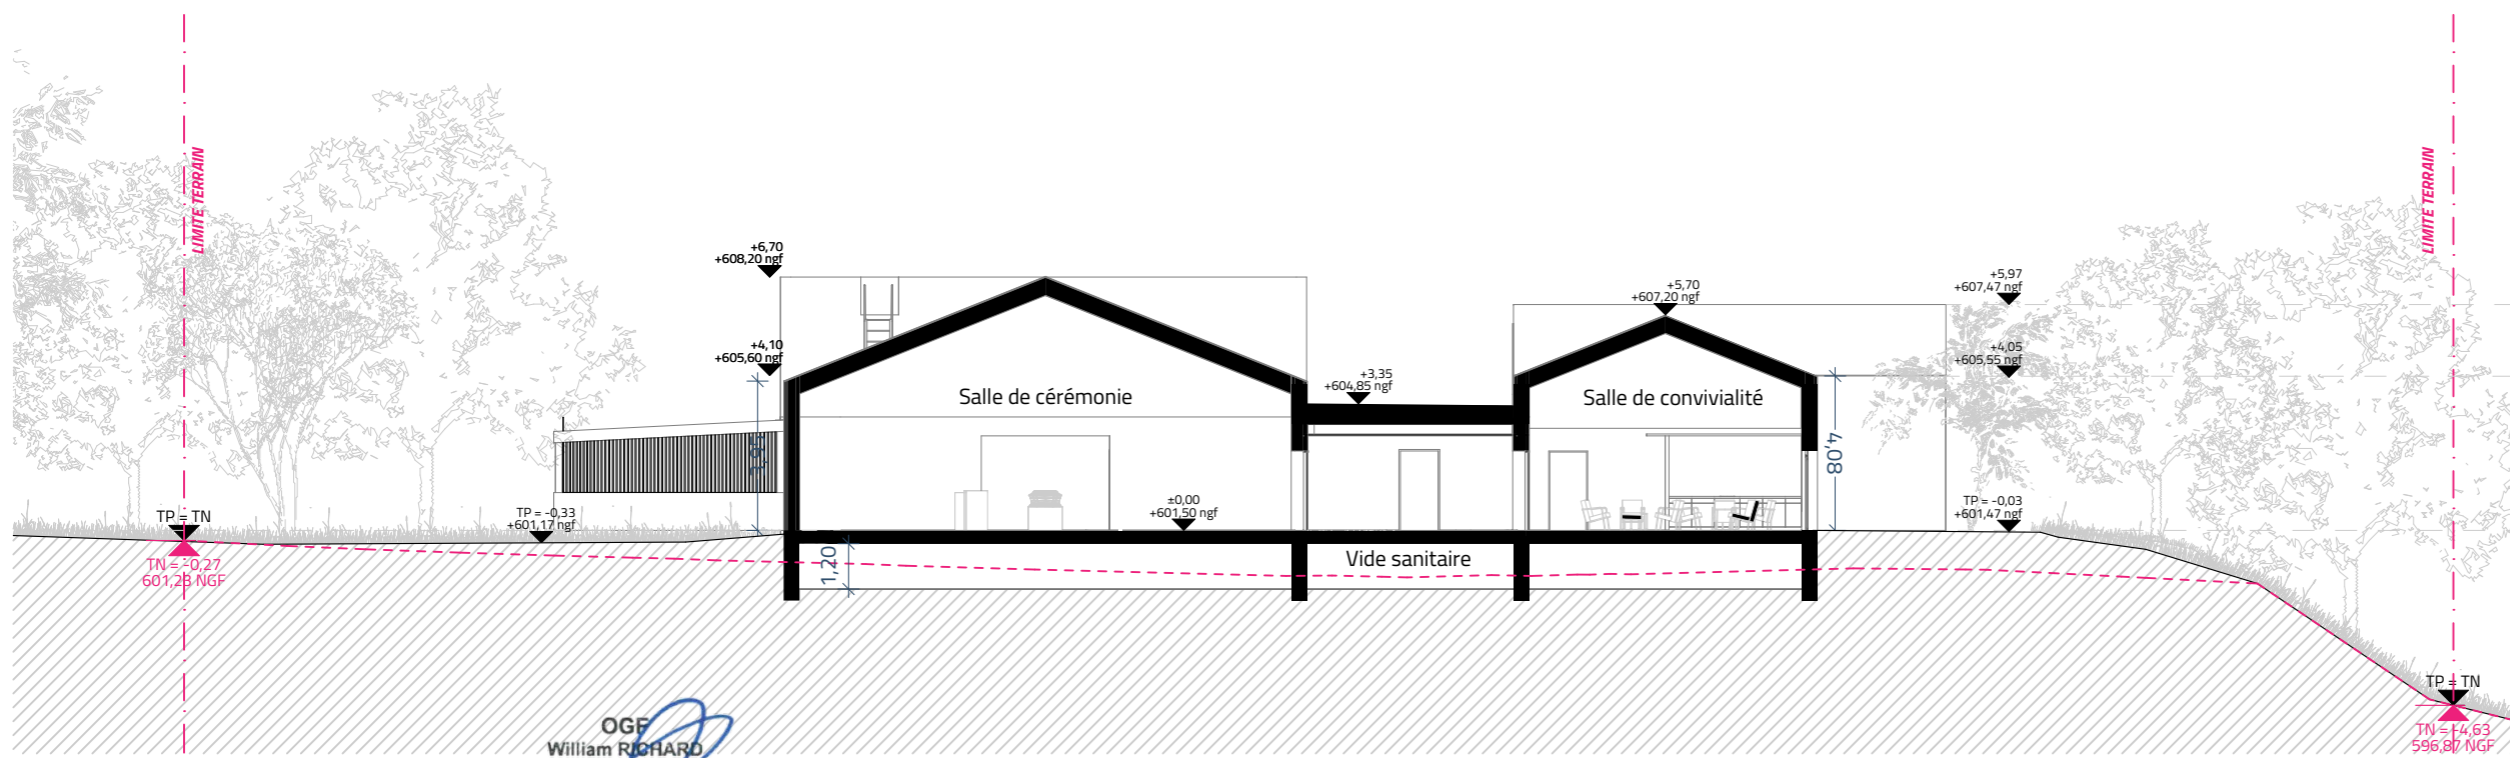 LIMITE TERRAIN
LIMITE TERRAIN
+6,70
+608,20 ngf
+5,97
+607,47 ngf
+5,70
+607,20 ngf
+4,10
+605,60 ngf
+4,05
+605,55 ngf
+3,35
+604,85 ngf
Salle de cérémonie
Salle de convivialité
4,08
±0,00
+601,50 ngf
TP = -0,03
+601,47 ngf
TP = TN
TP = -0,33
+601,17 ngf
TN = -0,27
601,23 NGF
1,20
Vide sanitaire
TP = TN
TN = -4,63
596,87 NGF
OGF
William RICHARD